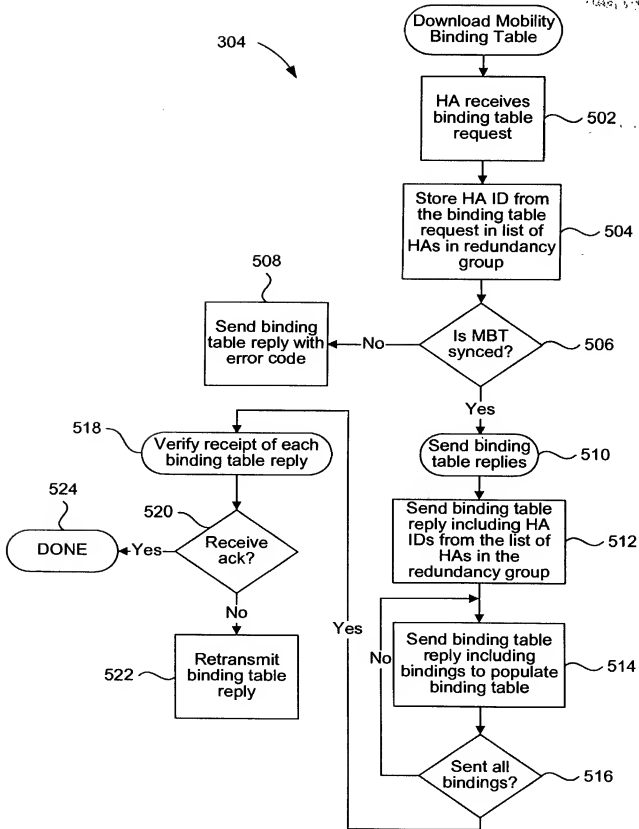 Download Mobility
Binding Table
304
HA receives
binding table
request
502
Store HA ID from
the binding table
request in list of
HAs in redundancy
group
504
508
Send binding
table reply with
error code
No
Is MBT
synced?
506
Yes
518
Verify receipt of each
binding table reply
Send binding
table replies
510
524
DONE
520
Yes
Receive
ack?
Send binding table
reply including HA
IDs from the list of
HAs in the
redundancy group
512
No
Yes
No
522
Retransmit
binding table
reply
Send binding table
reply including
bindings to populate
binding table
514
Sent all
bindings?
516